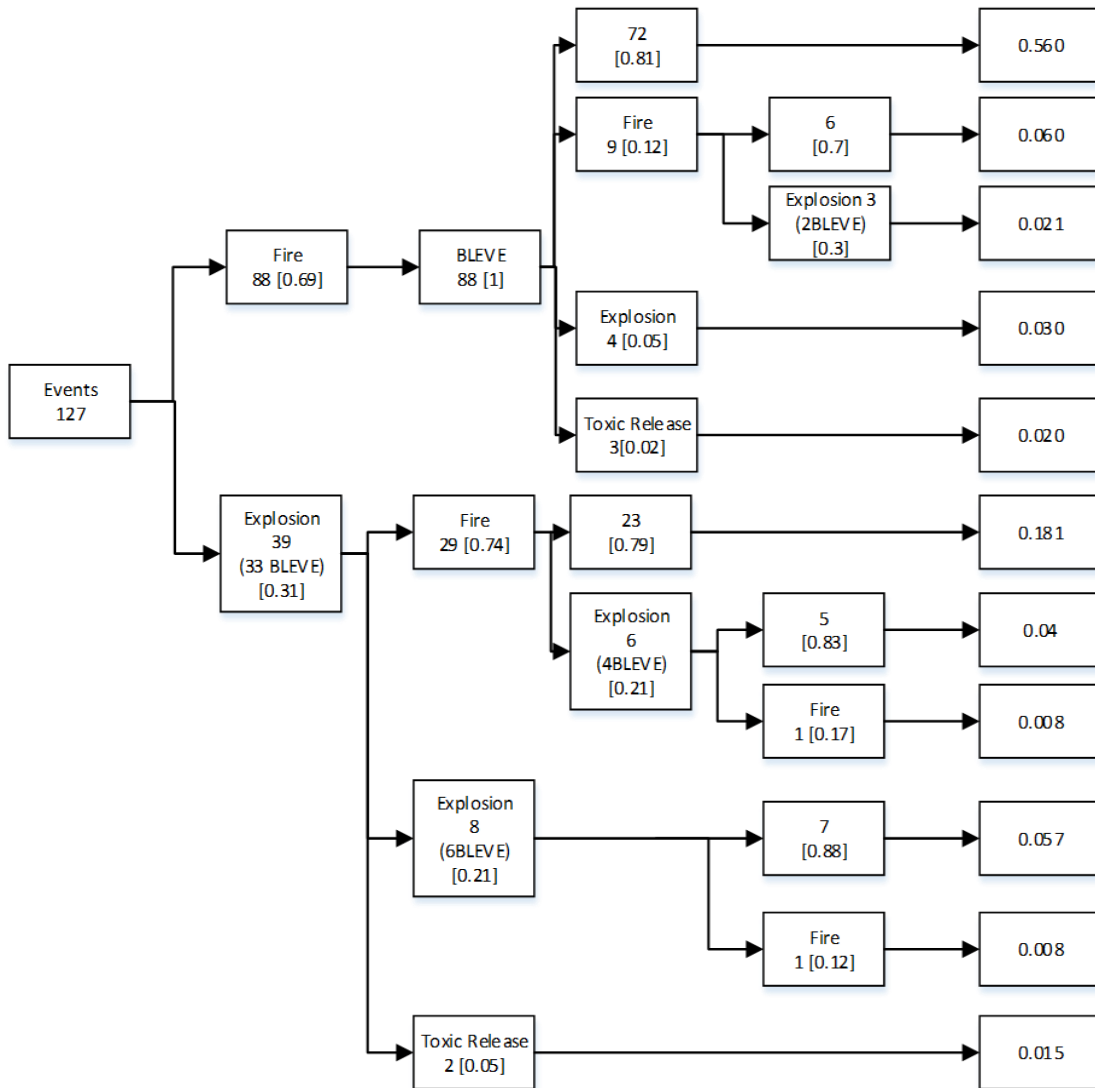 72
[0.81]
0.560
Fire
9 [0.12]
6
[0.7]
0.060
Explosion 3
(2BLEVE)
[0.3]
0.021
Fire
88 [0.69]
BLEVE
88 [1]
Explosion
4 [0.05]
0.030
Events
127
Toxic Release
3[0.02]
0.020
Explosion
39
(33 BLEVE)
[0.31]
Fire
29 [0.74]
23
[0.79]
0.181
Explosion
6
(4BLEVE)
[0.21]
5
[0.83]
0.04
Fire
1 [0.17]
0.008
Explosion
8
(6BLEVE)
[0.21]
7
[0.88]
0.057
Fire
1 [0.12]
0.008
Toxic Release
2 [0.05]
0.015